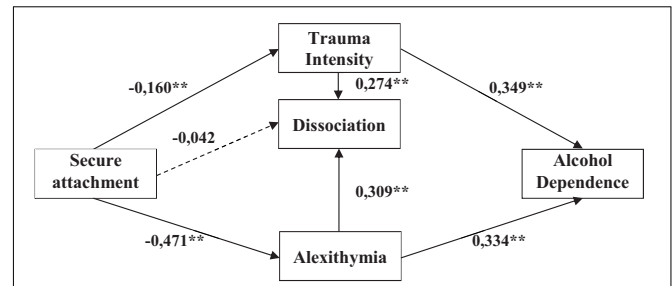 Trauma
Intensity
-0,160**
0,274**
0,349**
-0,042
Dissociation
Secure
attachment
Alcohol
Dependence
0,309**
-0,471**
Alexithymia
0,334**